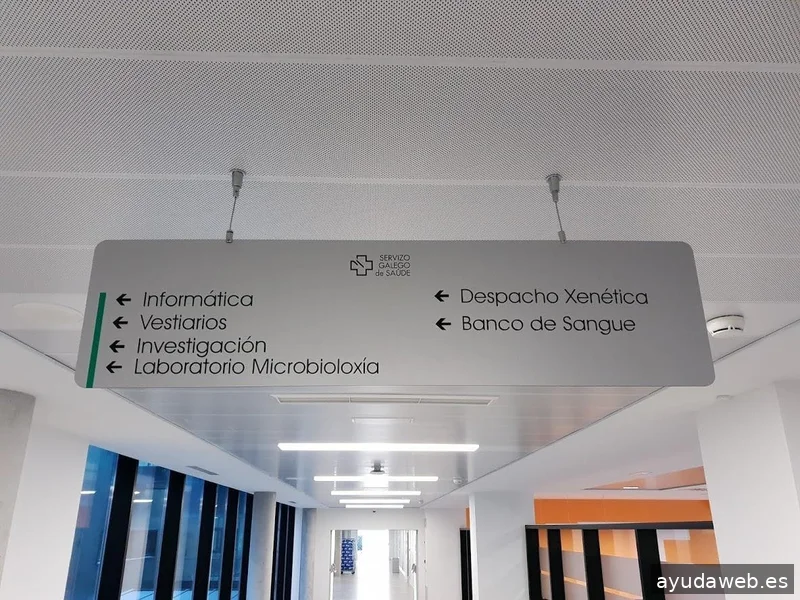 SERVIZO
GALEGO
de SAÚDE
Informática
Vestiarios
Investigación
Laboratorio Microbioloxía
Despacho Xenética
Banco de Sangue
ayudaweb.es